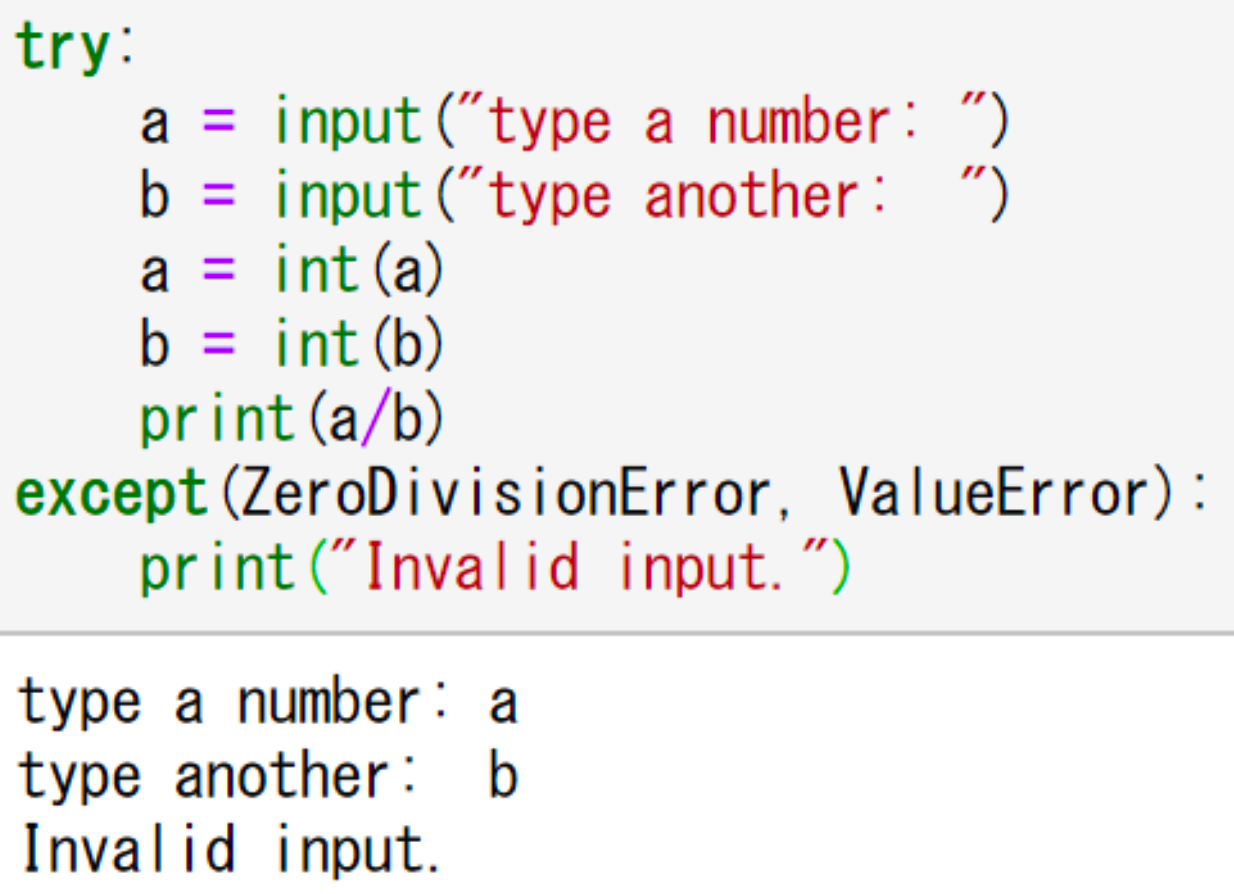 try:
    a = input("type a number: ")
    b = input("type another:  ")
    a = int(a)
    b = int(b)
    print(a/b)
except(ZeroDivisionError, ValueError):
    print("Invalid input.")
type a number: a
type another:  b
Invalid input.